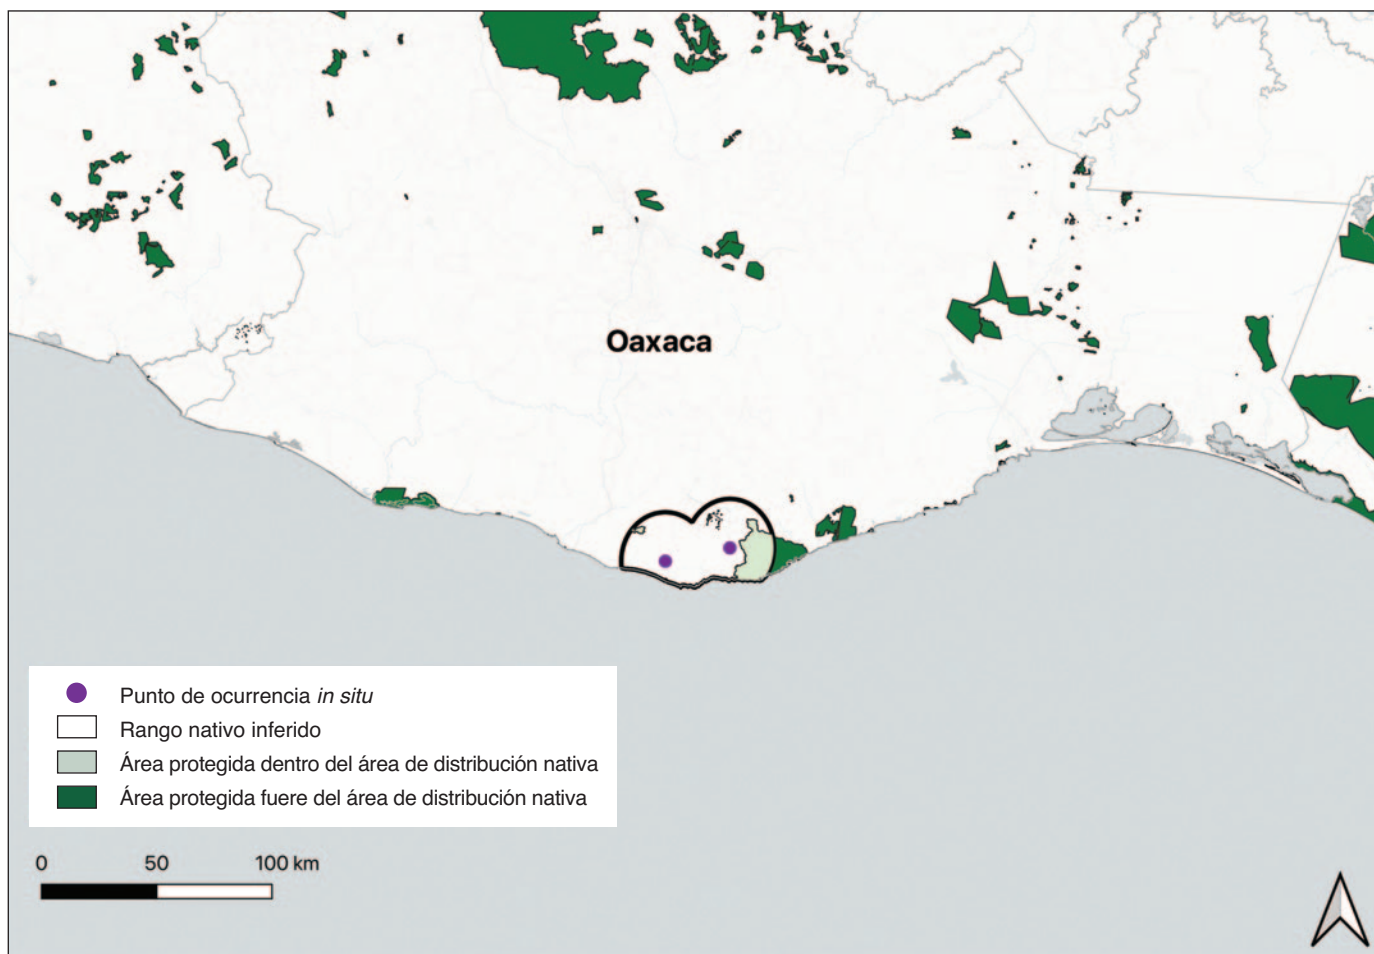 Oaxaca
Punto de ocurrencia in situ
Rango nativo inferido
Área protegida dentro del área de distribución nativa
Área protegida fuere del área de distribución nativa
0 50 100 km